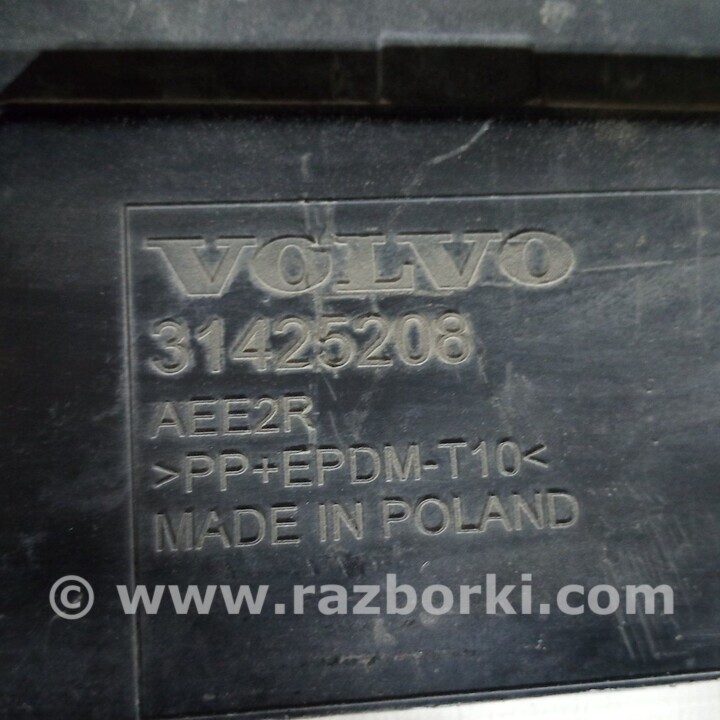 VOLVO
31425208
AEE2R
>PP+EPDM-T10<
MADE IN POLAND
© www.razborki.com